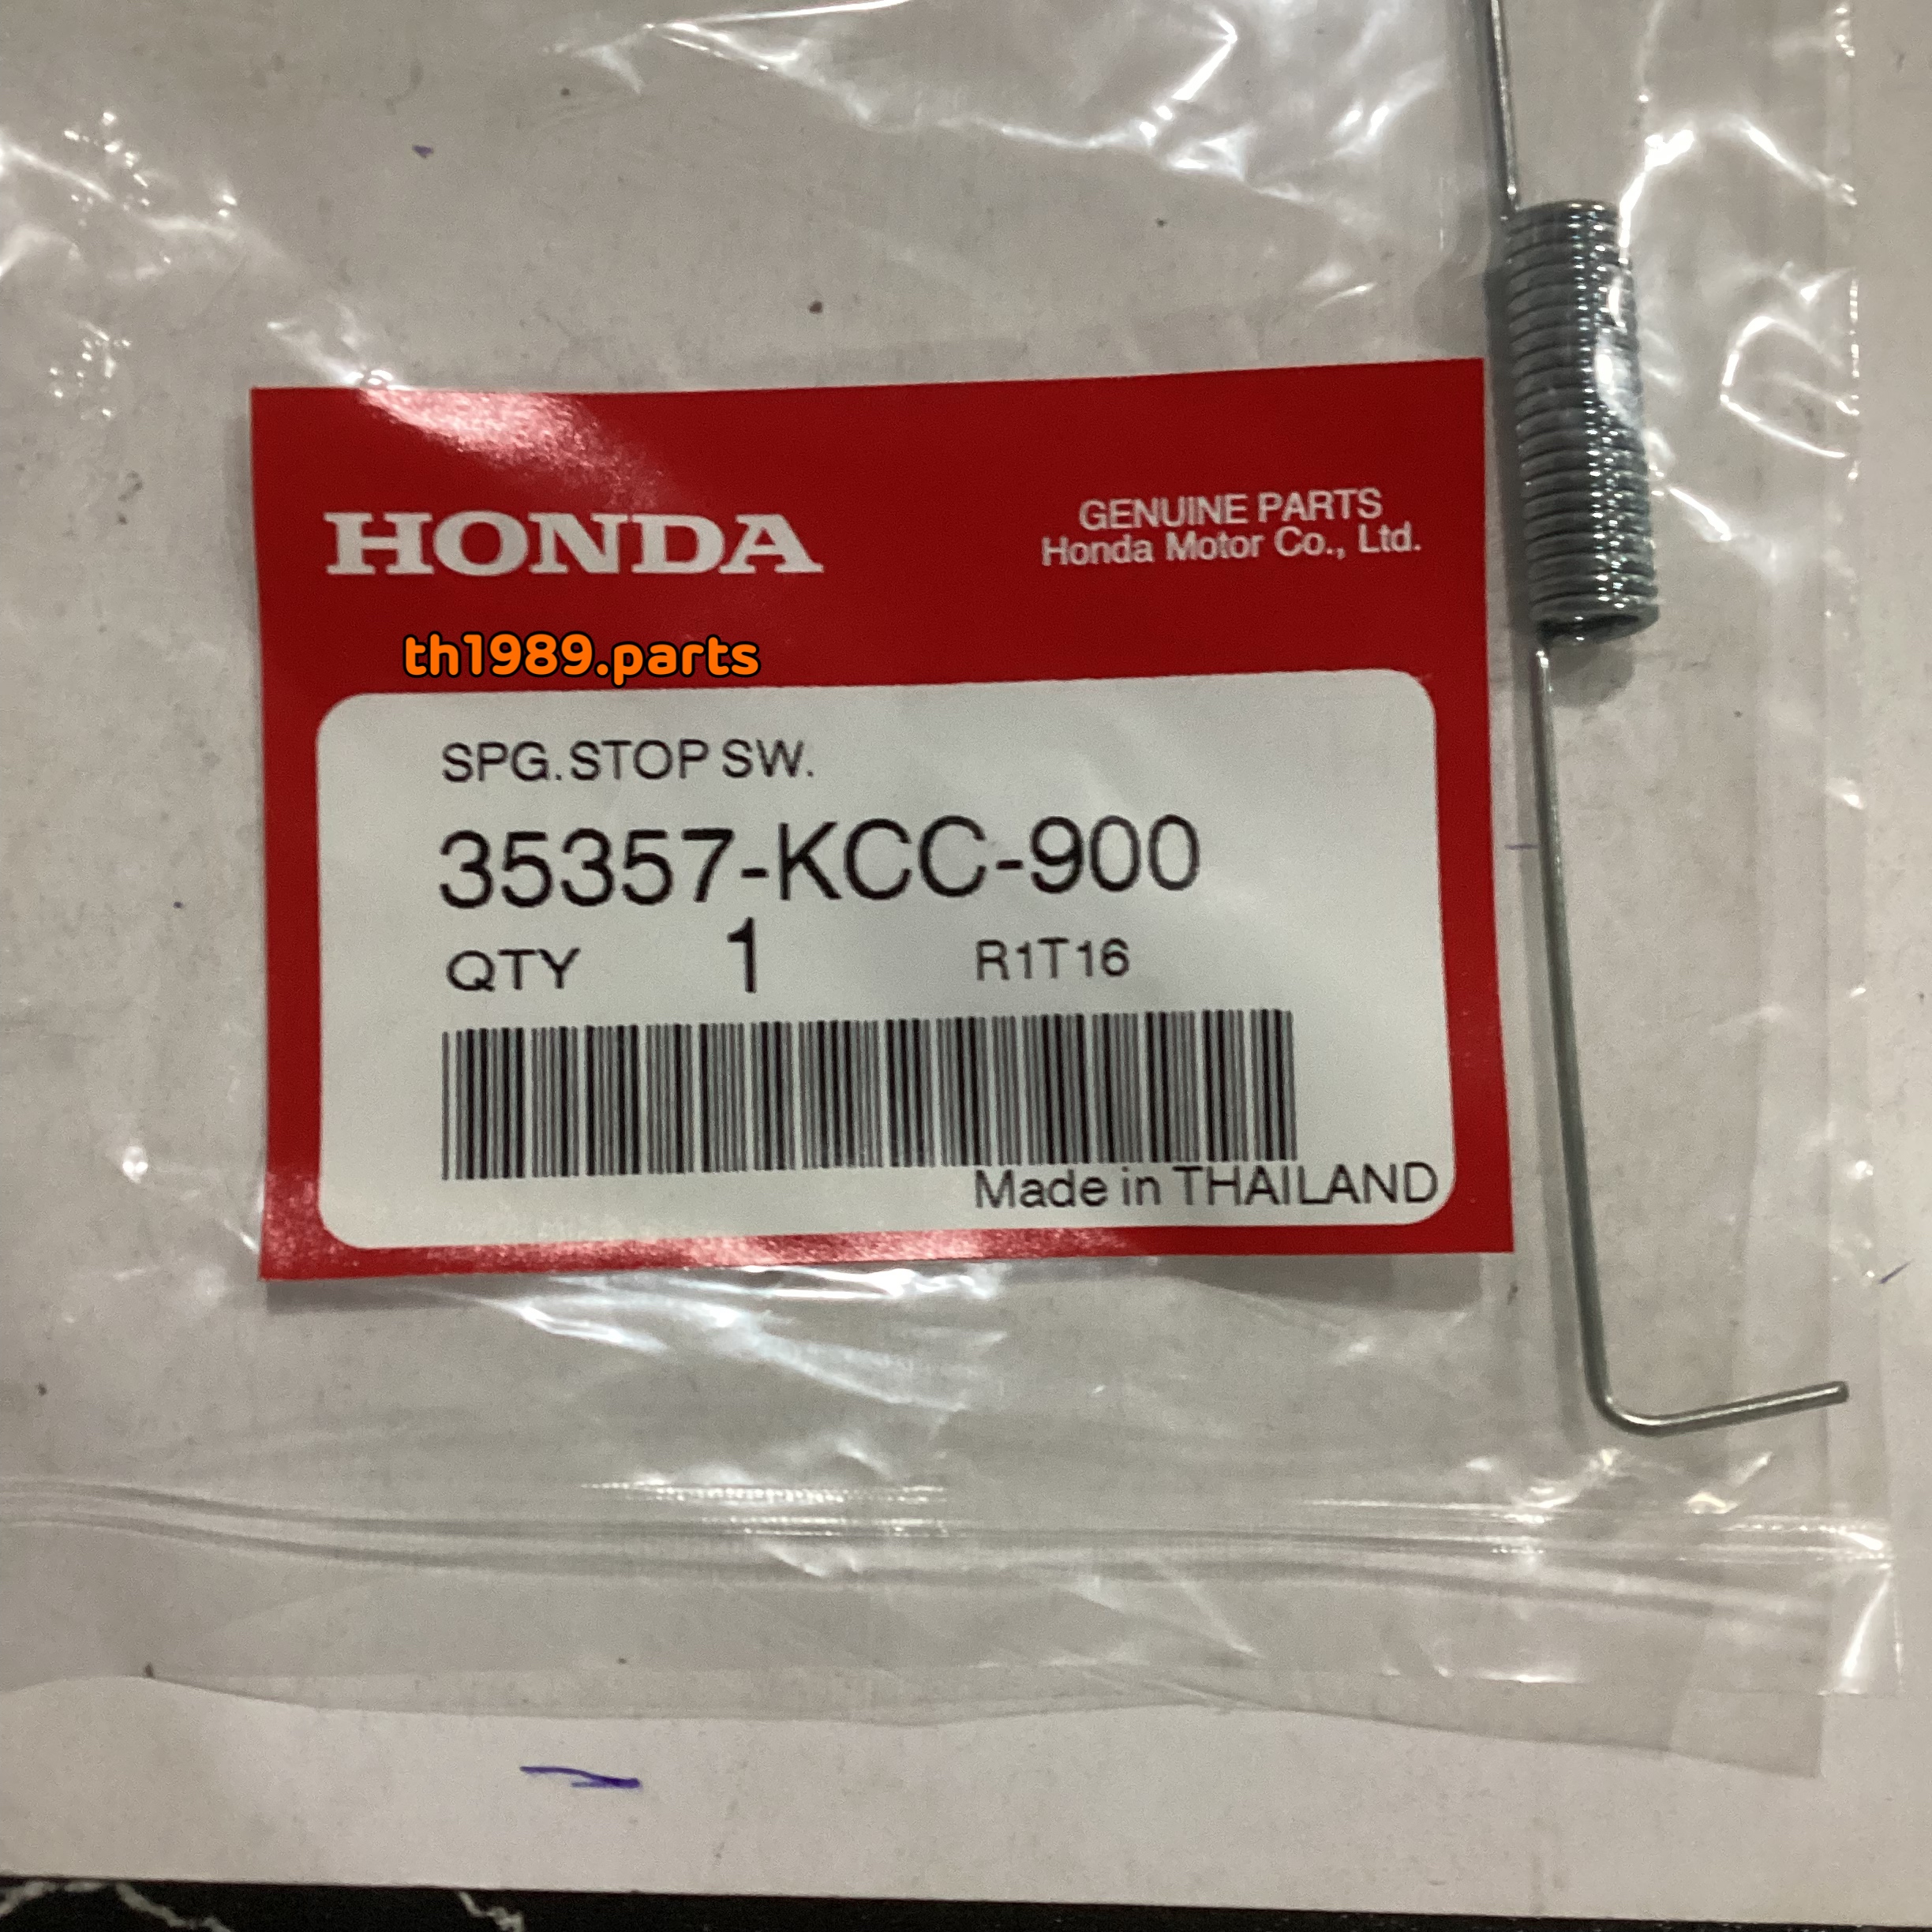 HONDA
GENUINE PARTS
Honda Motor Co., Ltd.
th1989.parts
SPG.STOP SW.
35357-KCC-900
QTY 1 R1T16
Made in THAILAND